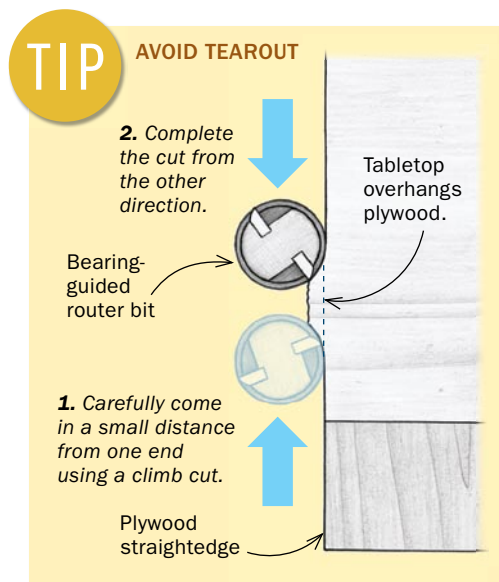 TIP
AVOID TEAROUT
2. Complete
the cut from
the other
direction.
Tabletop
overhangs
plywood.
Bearing-
guided
router bit
1. Carefully come
in a small distance
from one end
using a climb cut.
Plywood
straightedge